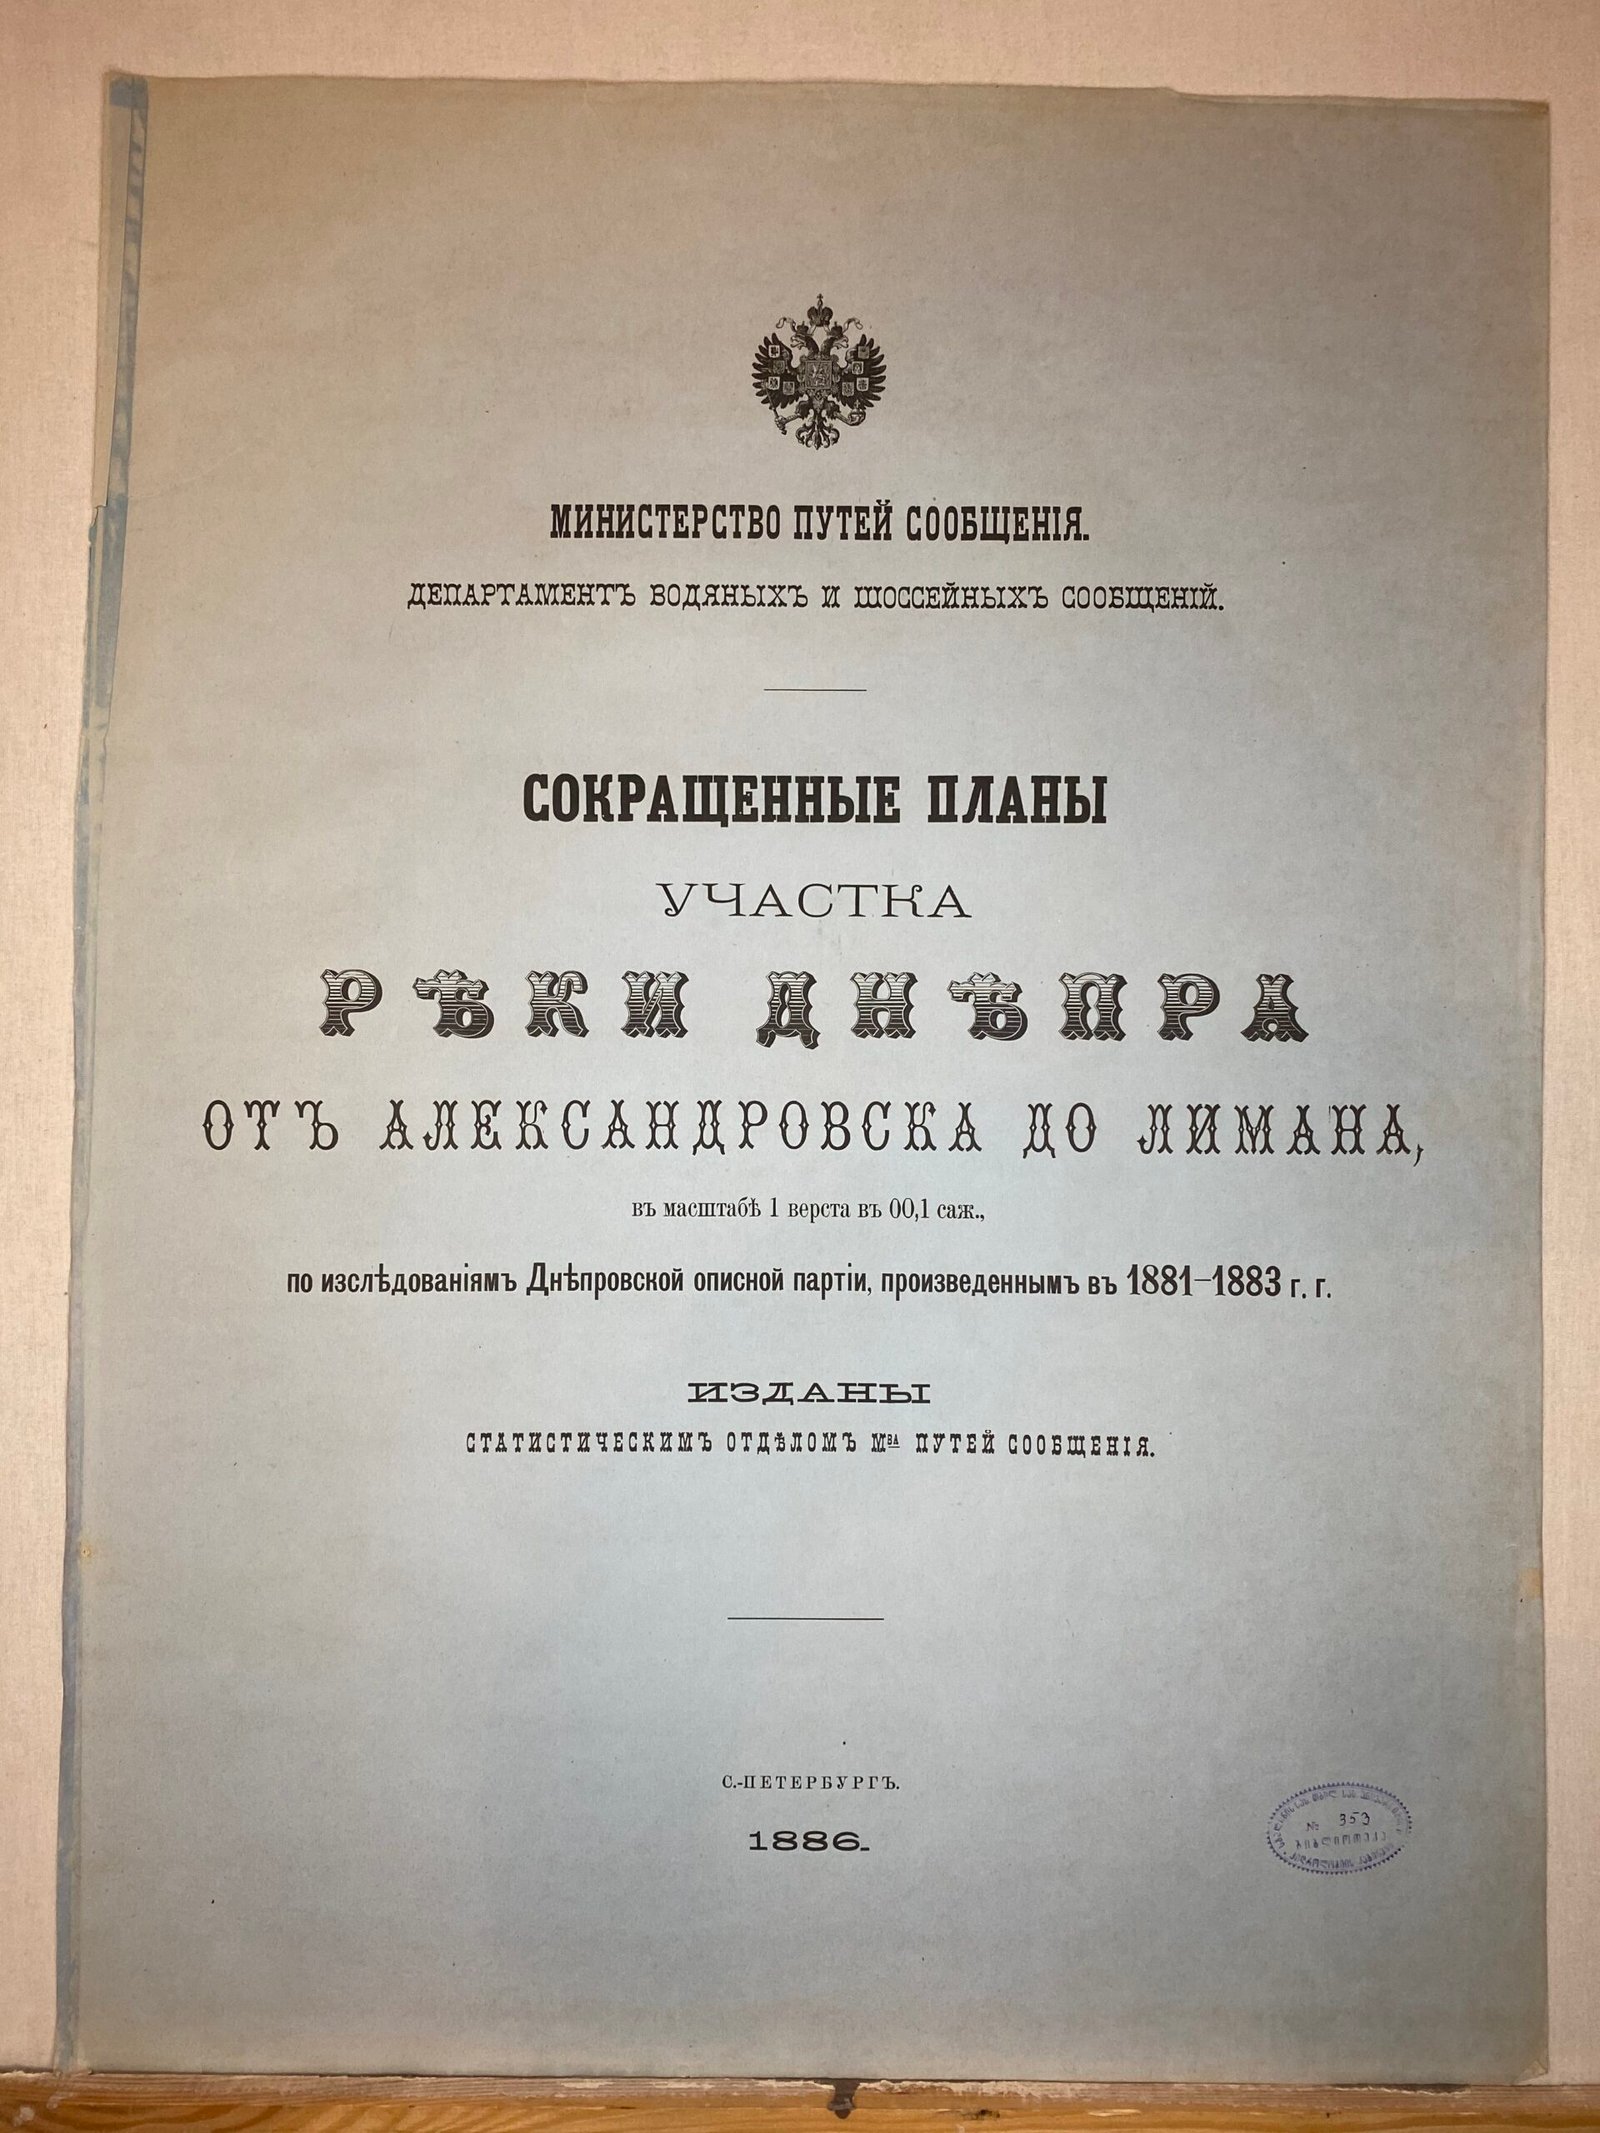 МИНИСТЕРСТВО ПУТЕЙ СООБЩЕНІЯ.
ДЕПАРТАМЕНТЪ ВОДЯНЫХЪ И ШОССЕЙНЫХЪ СООБЩЕНІЙ.
СОКРАЩЕННЫЕ ПЛАНЫ
УЧАСТКА
РѢКИ ДНѢПРА
ОТЪ АЛЕКСАНДРОВСКА ДО ЛИМАНА,
въ масштабѣ 1 верста въ 00,1 саж.,
по изслѣдованіямъ Днѣпровской описной партіи, произведеннымъ въ 1881–1883 г. г.
ИЗДАНЫ
СТАТИСТИЧЕСКИМЪ ОТДѢЛОМЪ Мва ПУТЕЙ СООБЩЕНІЯ.
С.-ПЕТЕРБУРГЪ.
1886.
№ 353